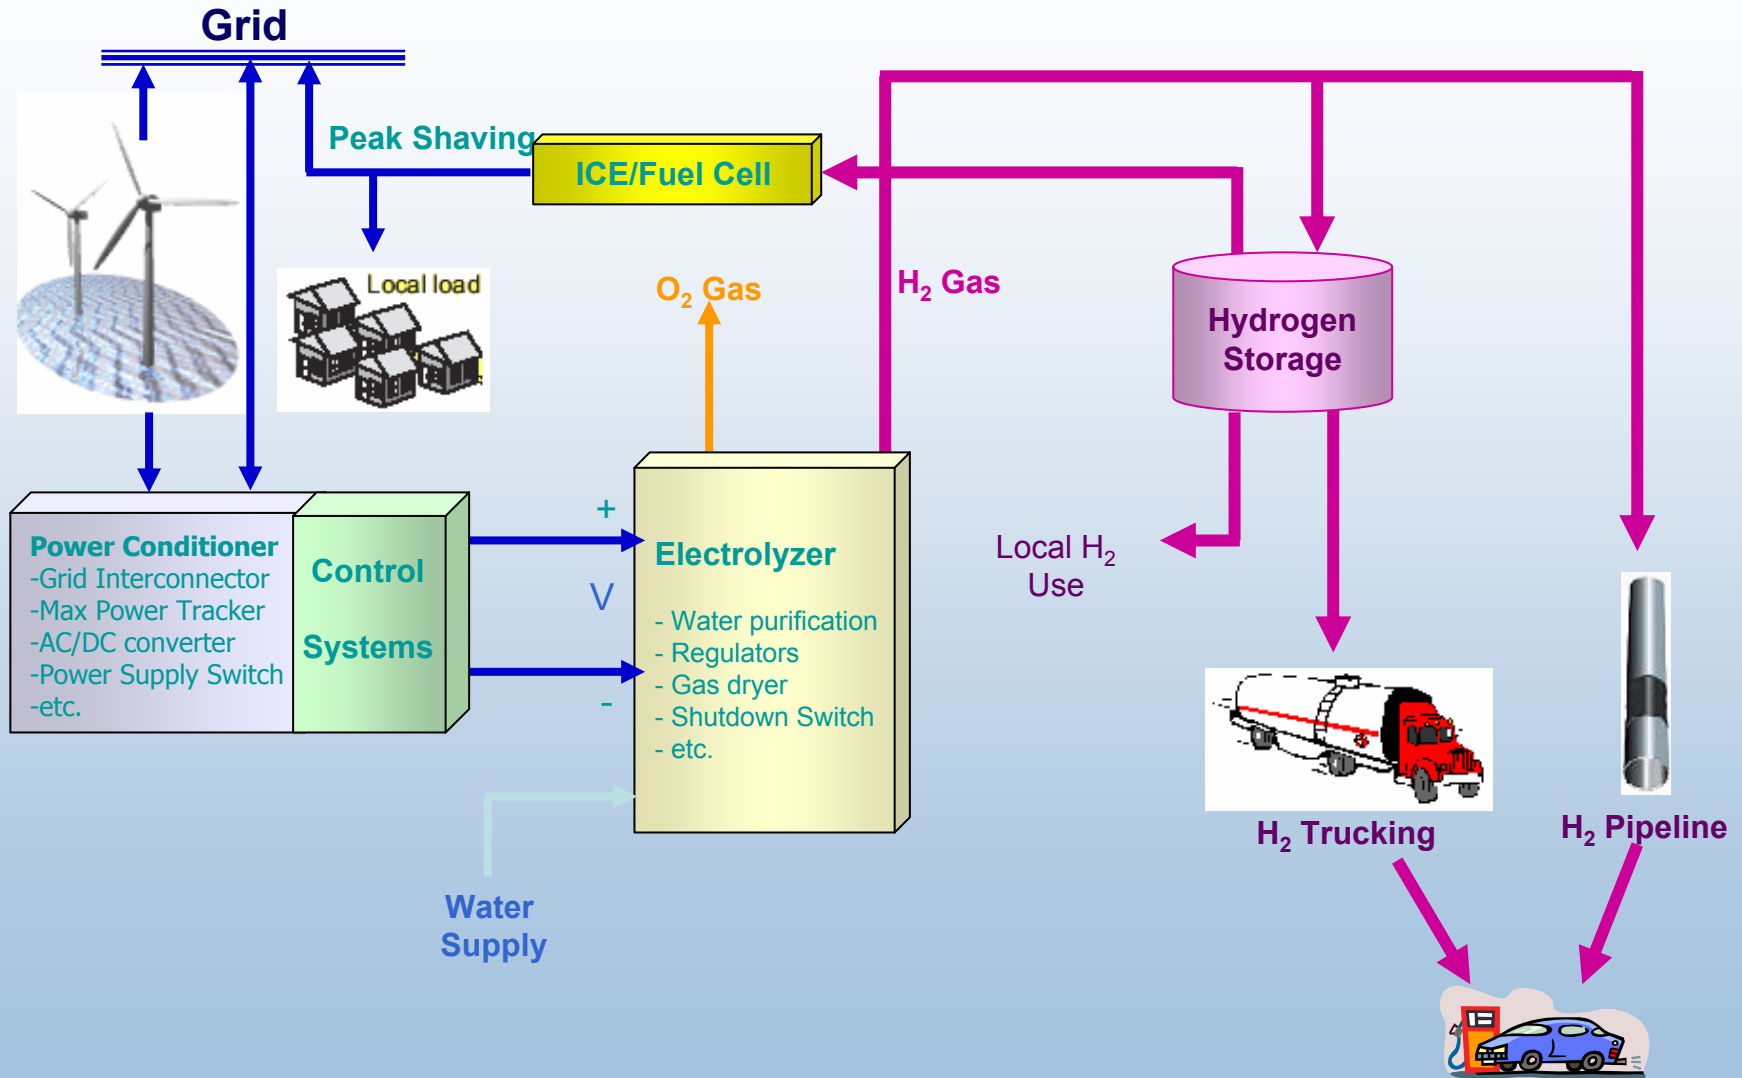 Grid
Peak Shaving
ICE/Fuel Cell
Local load
O₂ Gas
H₂ Gas
Hydrogen
Storage
Power Conditioner
-Grid Interconnector
-Max Power Tracker
-AC/DC converter
-Power Supply Switch
-etc.
Control
Systems
+
V
-
Electrolyzer
- Water purification
- Regulators
- Gas dryer
- Shutdown Switch
- etc.
Local H₂
Use
Water
Supply
H₂ Trucking
H₂ Pipeline